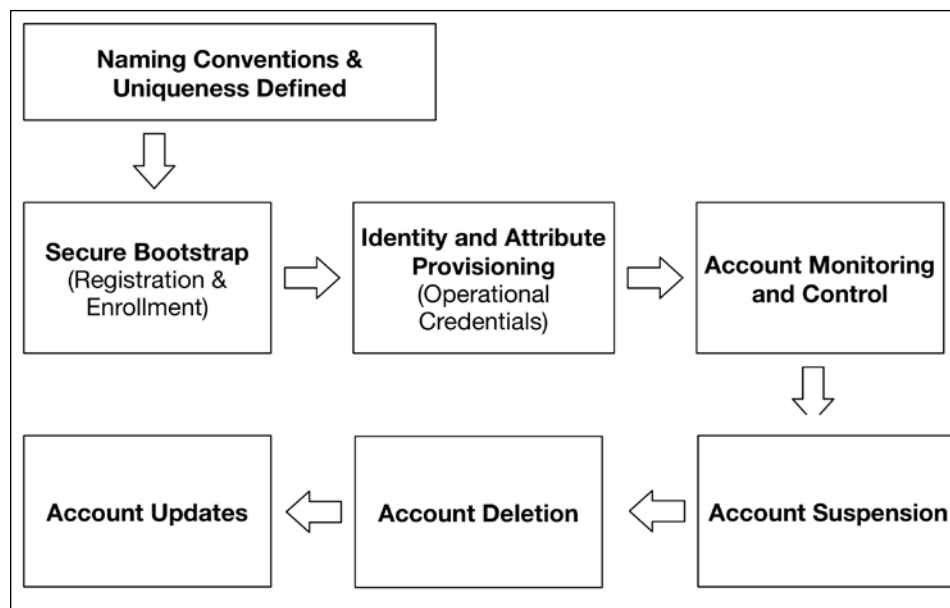 Naming Conventions &
Uniqueness Defined
Secure Bootstrap
(Registration &
Enrollment)
Identity and Attribute
Provisioning
(Operational
Credentials)
Account Monitoring
and Control
Account Updates
Account Deletion
Account Suspension